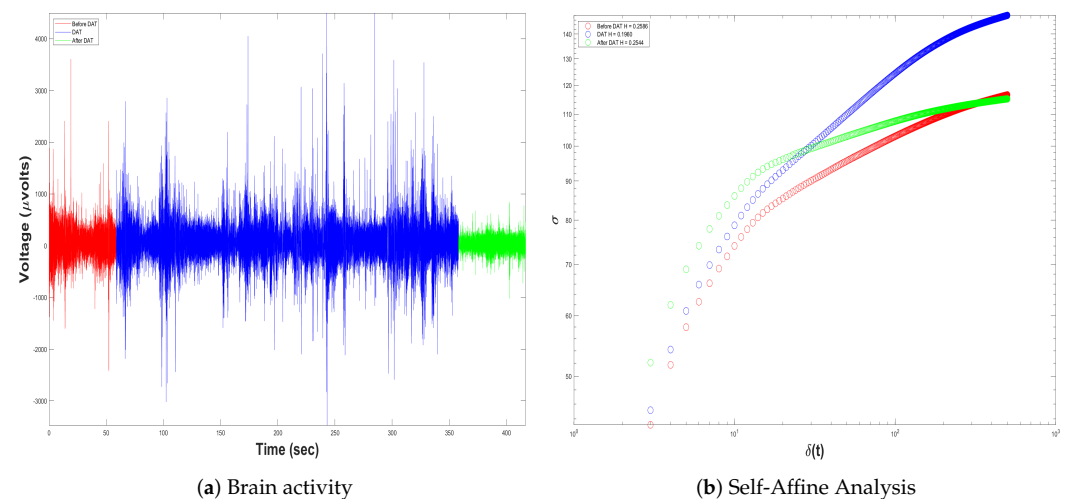 Before DAT
DAT
After DAT
4000
3000
2000
1000
0
-1000
-2000
-3000
Voltage (μvolts)
0
50
100
150
200
250
300
350
400
Time (sec)
(a) Brain activity
Before DAT H = 0.2586
DAT H = 0.1980
After DAT H = 0.2544
140
130
120
110
100
90
80
70
60
50
σ
10⁰
10¹
10²
10³
δ(t)
(b) Self-Affine Analysis